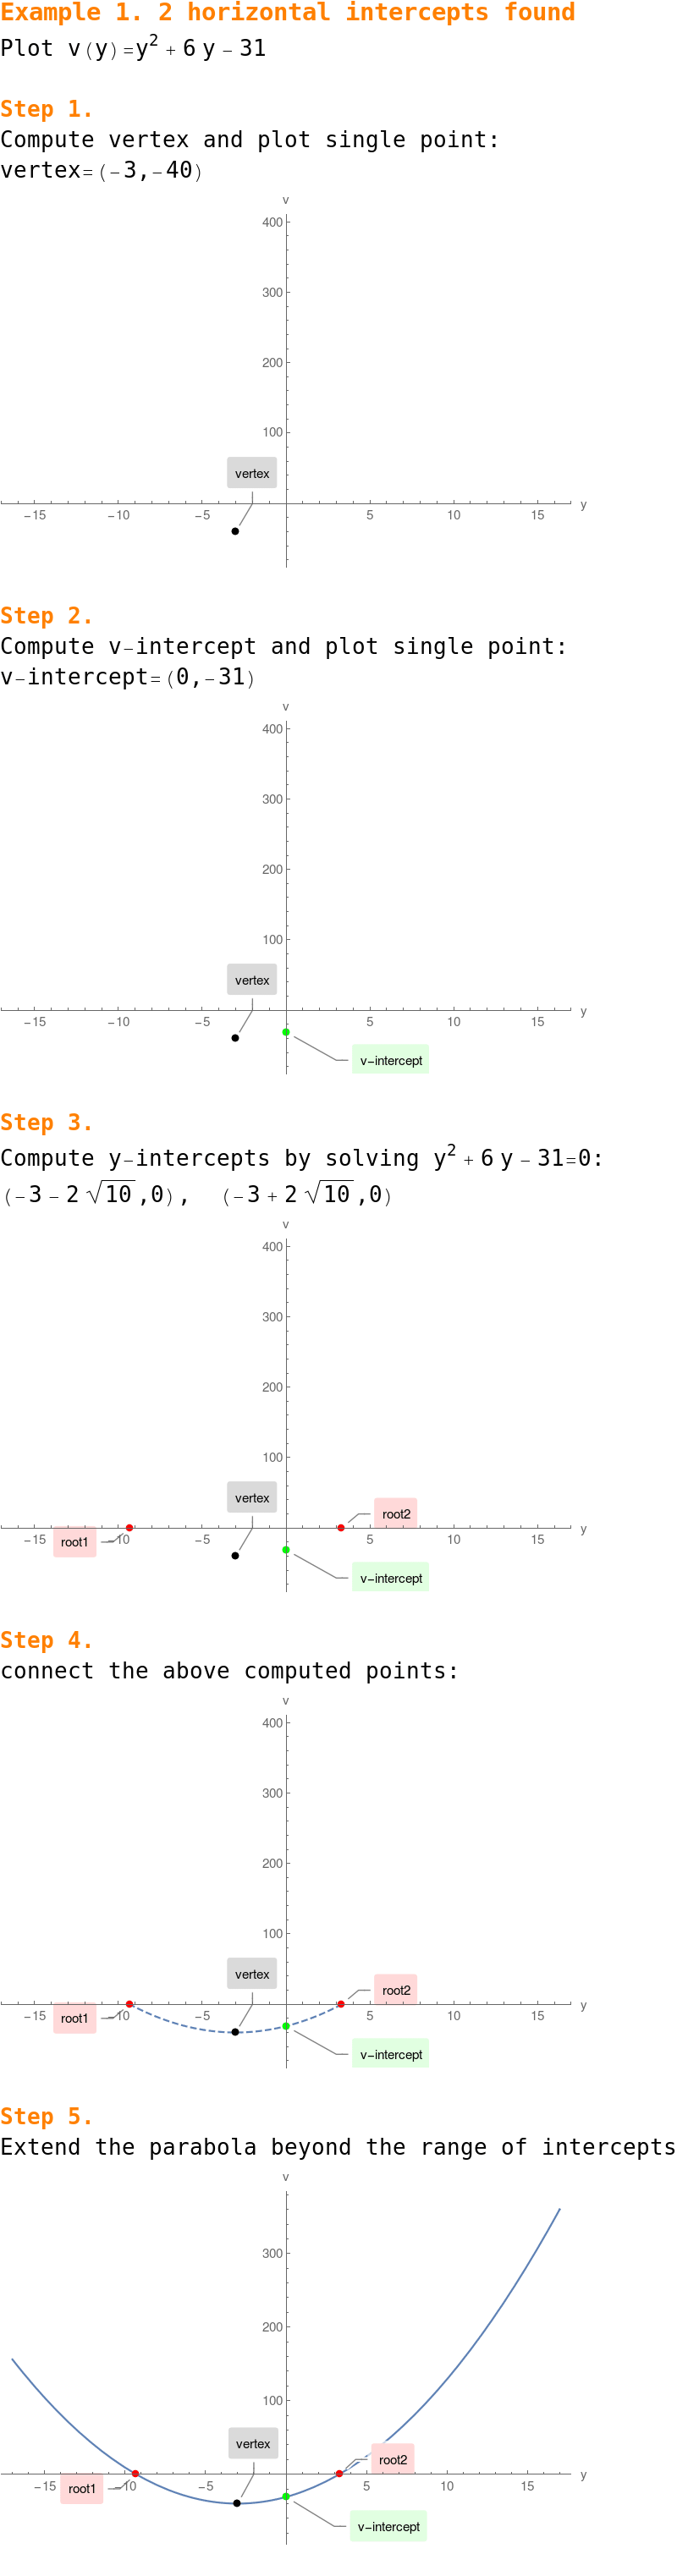 Example 1. 2 horizontal intercepts found
Plot v(y)=y² + 6 y − 31
Step 1.
Compute vertex and plot single point:
vertex=(−3,−40)
v
400
300
200
100
vertex
−15 −10 −5 5 10 15 y
Step 2.
Compute v−intercept and plot single point:
v−intercept=(0,−31)
v
400
300
200
100
vertex
−15 −10 −5 5 10 15 y
v−intercept
Step 3.
Compute y−intercepts by solving y² + 6 y − 31=0:
(−3 − 2 √10,0), (−3 + 2 √10,0)
v
400
300
200
100
vertex
root2
root1
−15 −10 −5 5 10 15 y
v−intercept
Step 4.
connect the above computed points:
v
400
300
200
100
vertex
root2
root1
−15 −10 −5 5 10 15 y
v−intercept
Step 5.
Extend the parabola beyond the range of intercepts
v
300
200
100
vertex
root2
root1
−15 −10 −5 5 10 15 y
v−intercept